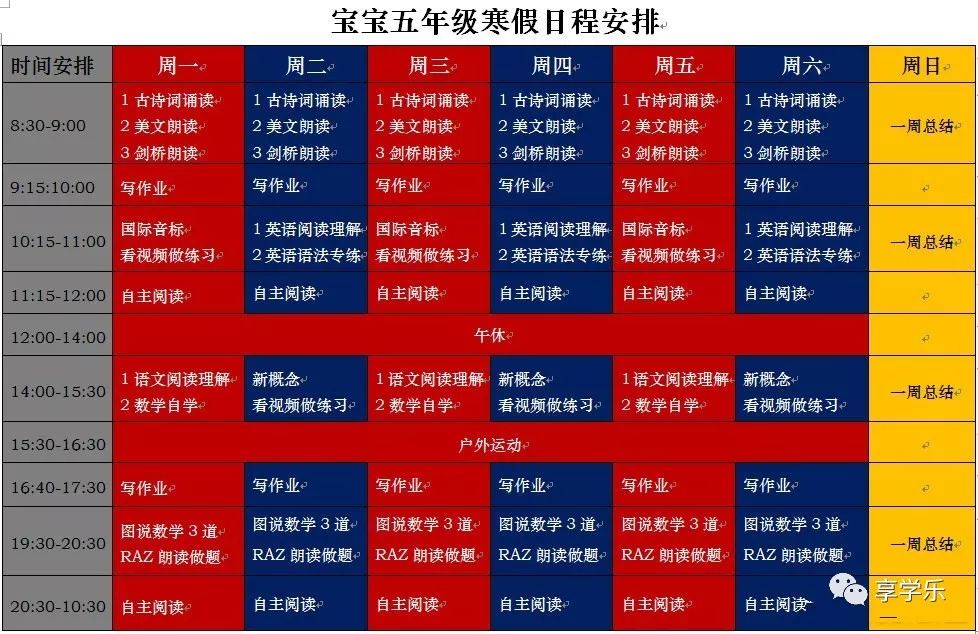 宝宝五年级寒假日程安排
时间安排 周一 周二 周三 周四 周五 周六 周日
8:30-9:00
1 古诗词诵读 1 古诗词诵读 1 古诗词诵读 1 古诗词诵读 1 古诗词诵读 1 古诗词诵读
2 美文朗读 2 美文朗读 2 美文朗读 2 美文朗读 2 美文朗读 2 美文朗读 一周总结
3 剑桥朗读 3 剑桥朗读 3 剑桥朗读 3 剑桥朗读 3 剑桥朗读 3 剑桥朗读
9:15:10:00 写作业 写作业 写作业 写作业 写作业 写作业
10:15-11:00
国际音标 1 英语阅读理解 国际音标 1 英语阅读理解 国际音标 1 英语阅读理解
看视频做练习 2 英语语法专练 看视频做练习 2 英语语法专练 看视频做练习 2 英语语法专练
一周总结
11:15-12:00 自主阅读 自主阅读 自主阅读 自主阅读 自主阅读 自主阅读
12:00-14:00 午休
14:00-15:30
1 语文阅读理解 新概念 1 语文阅读理解 新概念 1 语文阅读理解 新概念
2 数学自学 看视频做练习 2 数学自学 看视频做练习 2 数学自学 看视频做练习
一周总结
15:30-16:30 户外运动
16:40-17:30 写作业 写作业 写作业 写作业 写作业 写作业
19:30-20:30
图说数学 3 道 图说数学 3 道 图说数学 3 道 图说数学 3 道 图说数学 3 道 图说数学 3 道
RAZ 朗读做题 RAZ 朗读做题 RAZ 朗读做题 RAZ 朗读做题 RAZ 朗读做题 RAZ 朗读做题
一周总结
20:30-10:30 自主阅读 自主阅读 自主阅读 自主阅读 自主阅读 自主阅读
享学乐